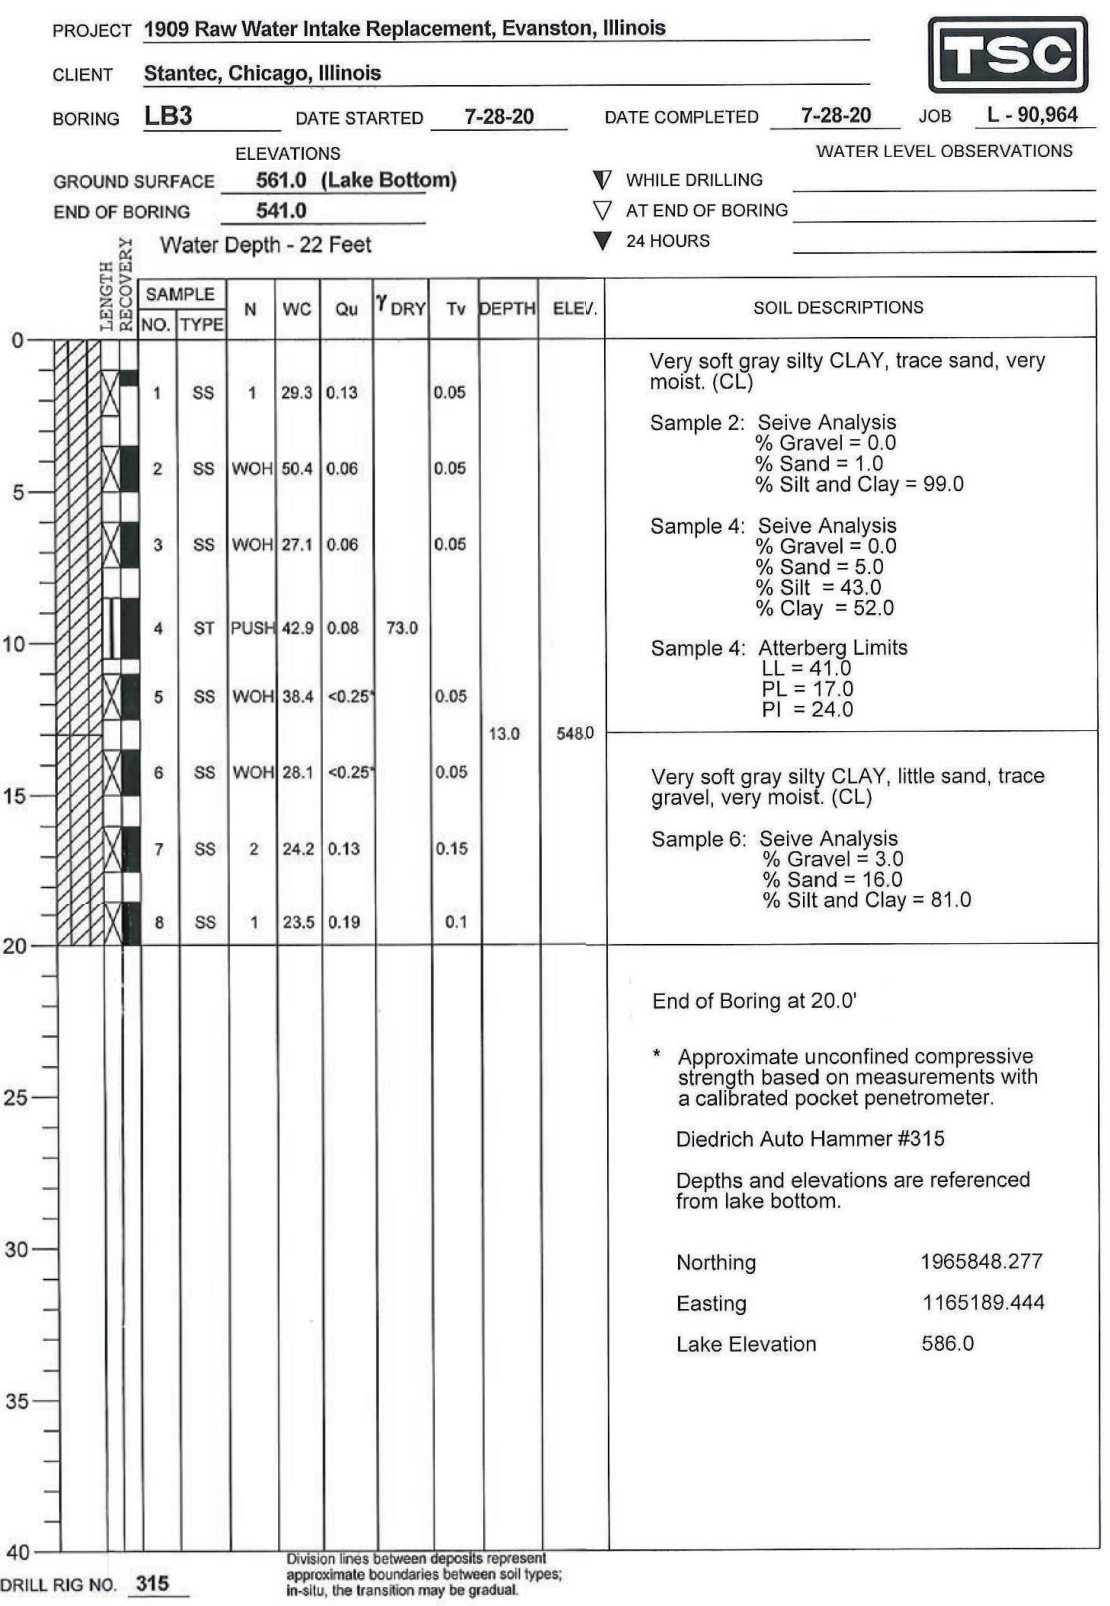 PROJECT 1909 Raw Water Intake Replacement, Evanston, Illinois
TSC
CLIENT Stantec, Chicago, Illinois
BORING LB3 DATE STARTED 7-28-20 DATE COMPLETED 7-28-20 JOB L - 90,964
ELEVATIONS
WATER LEVEL OBSERVATIONS
GROUND SURFACE 561.0 (Lake Bottom)
WHILE DRILLING
END OF BORING 541.0
AT END OF BORING
24 HOURS
Water Depth - 22 Feet
LENGTH
RECOVERY
SAMPLE
NO. TYPE N WC Qu γ DRY Tv DEPTH ELEV. SOIL DESCRIPTIONS
0
Very soft gray silty CLAY, trace sand, very
moist. (CL)
1 SS 1 29.3 0.13 0.05
Sample 2: Seive Analysis
% Gravel = 0.0
% Sand = 1.0
% Silt and Clay = 99.0
2 SS WOH 50.4 0.06 0.05
5
Sample 4: Seive Analysis
% Gravel = 0.0
% Sand = 5.0
% Silt = 43.0
% Clay = 52.0
3 SS WOH 27.1 0.06 0.05
4 ST PUSH 42.9 0.08 73.0
10
Sample 4: Atterberg Limits
LL = 41.0
PL = 17.0
PI = 24.0
5 SS WOH 38.4 <0.25* 0.05
13.0 548.0
6 SS WOH 28.1 <0.25* 0.05
Very soft gray silty CLAY, little sand, trace
gravel, very moist. (CL)
15
Sample 6: Seive Analysis
% Gravel = 3.0
% Sand = 16.0
% Silt and Clay = 81.0
7 SS 2 24.2 0.13 0.15
8 SS 1 23.5 0.19 0.1
20
End of Boring at 20.0'
* Approximate unconfined compressive
strength based on measurements with
a calibrated pocket penetrometer.
25
Diedrich Auto Hammer #315
Depths and elevations are referenced
from lake bottom.
30
Northing 1965848.277
Easting 1165189.444
Lake Elevation 586.0
35
40
Division lines between deposits represent
approximate boundaries between soil types;
in-situ, the transition may be gradual.
DRILL RIG NO. 315